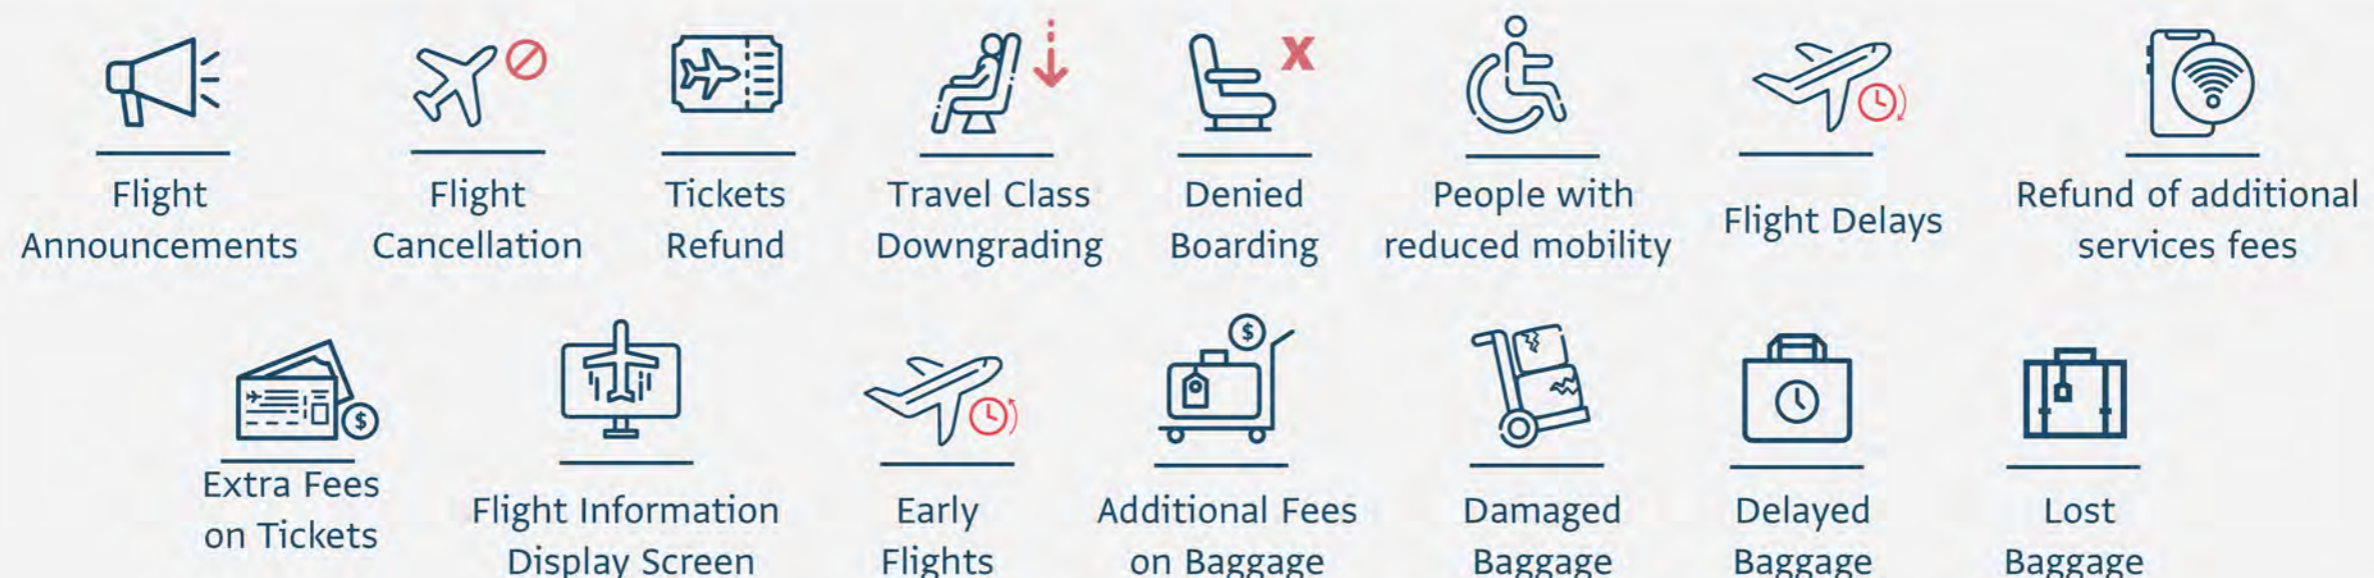 Flight
Announcements
Flight
Cancellation
Tickets
Refund
Travel Class
Downgrading
X
Denied
Boarding
People with
reduced mobility
Flight Delays
Refund of additional
services fees
$
Extra Fees
on Tickets
Flight Information
Display Screen
Early
Flights
$
Additional Fees
on Baggage
Damaged
Baggage
Delayed
Baggage
Lost
Baggage